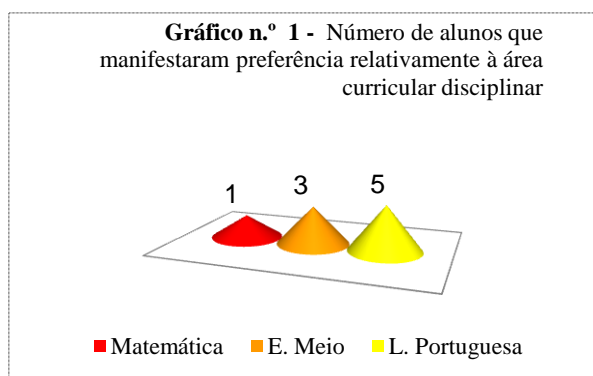 Gráfico n.º 1 - Número de alunos que
manifestaram preferência relativamente à área
curricular disciplinar
1 3 5
Matemática E. Meio L. Portuguesa